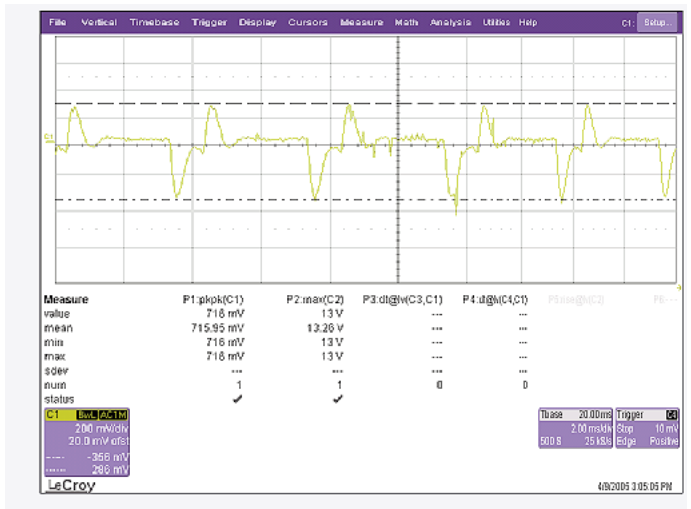 File Vertical Timebase Trigger Display Cursors Measure Math Analysis Utilities Help C1: Setup...
C1
Measure P1:pkpk(C1) P2:max(C2) P3:dt@lv(C3,C1) P4:dt@lv(C4,C1) P6:---
value 716 mV 13 V --- ---
mean 715.95 mV 13.26 V --- ---
min 716 mV 13 V --- ---
max 716 mV 13 V --- ---
sdev --- --- --- ---
num 1 1 0 0
status ✓ ✓
C1 BwL AC1M
200 mV/div
20.0 mV ofst
-356 mV
286 mV
Tbase 20.00ms Trigger C4
2.00 ms/div Stop 10 mV
500 S 25 kS/s Edge Positive
LeCroy
4/9/2005 3:05:05 PM